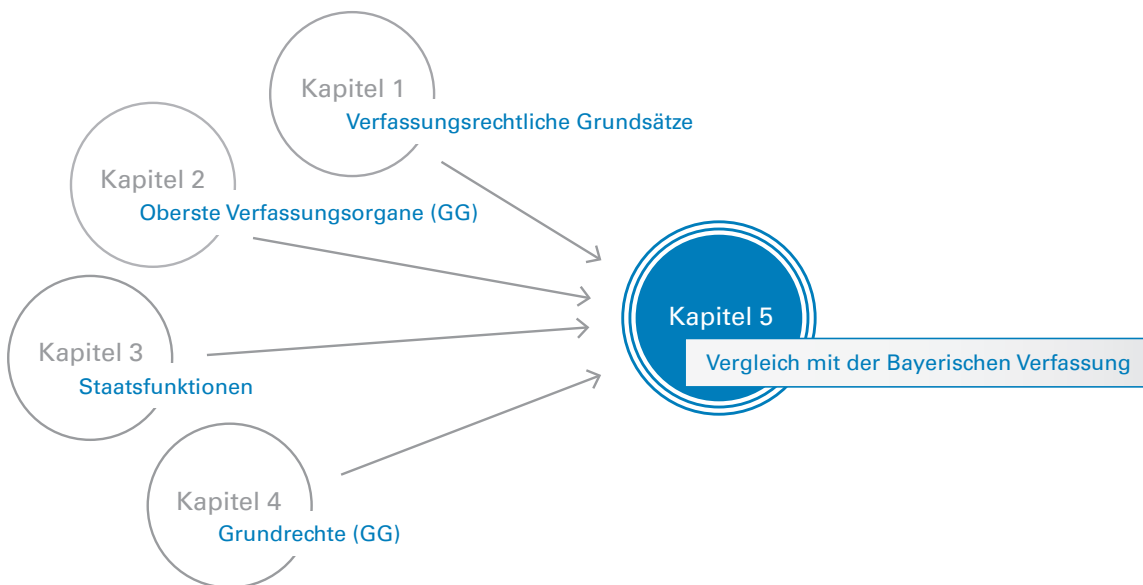 Kapitel 1
Verfassungsrechtliche Grundsätze
Kapitel 2
Oberste Verfassungsorgane (GG)
Kapitel 3
Staatsfunktionen
Kapitel 4
Grundrechte (GG)
Kapitel 5
Vergleich mit der Bayerischen Verfassung